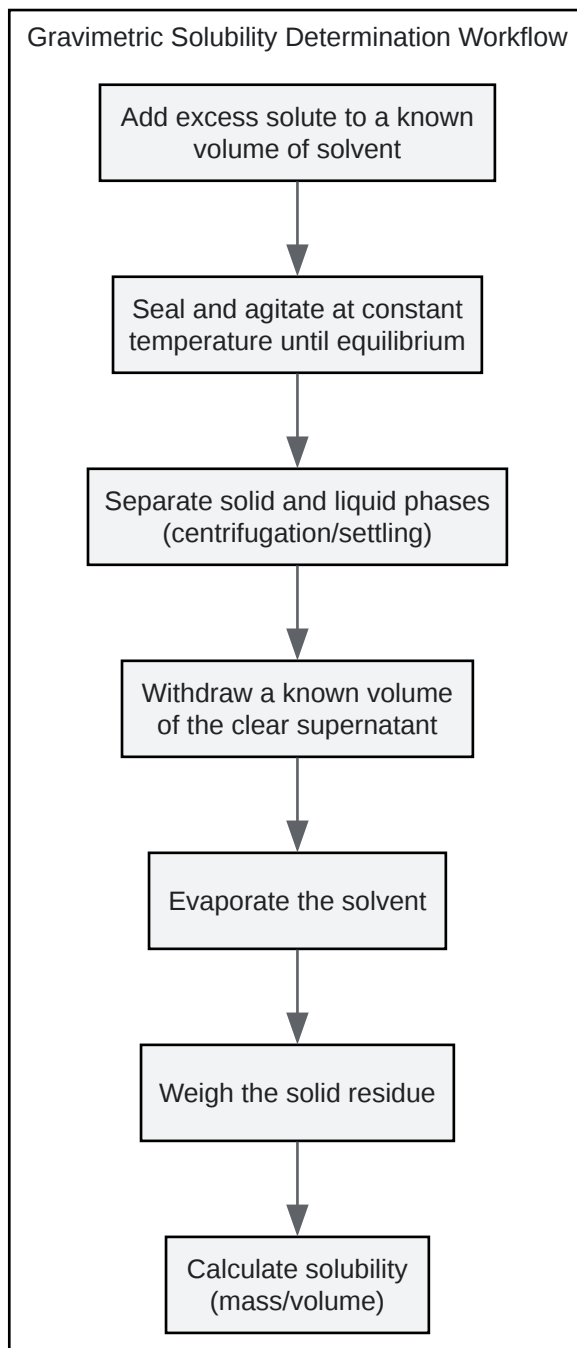 Gravimetric Solubility Determination Workflow
Add excess solute to a known
volume of solvent
Seal and agitate at constant
temperature until equilibrium
Separate solid and liquid phases
(centrifugation/settling)
Withdraw a known volume
of the clear supernatant
Evaporate the solvent
Weigh the solid residue
Calculate solubility
(mass/volume)